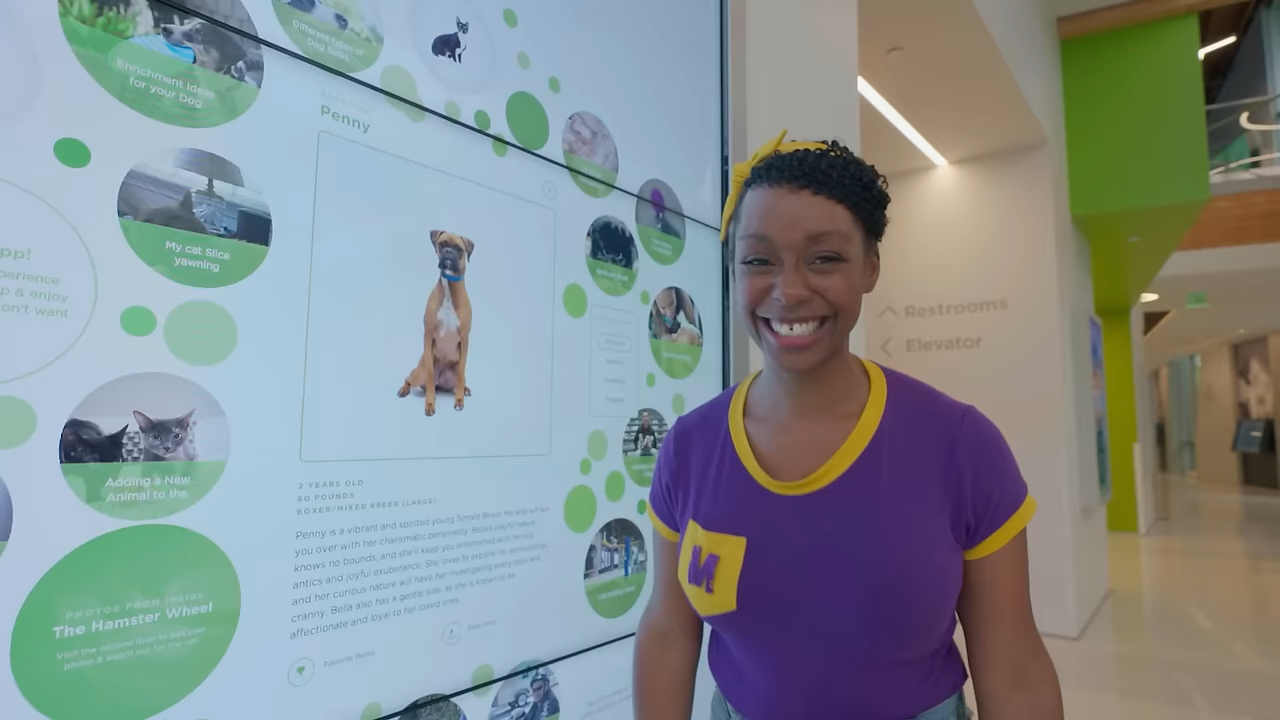 Enrichment Ideas
for your Dog
Different Types of
Dog Walks
My cat Slice
yawning
pp!
perience
p & enjoy
on't want
Adding a New
Animal to the
PHOTOS FROM INSIDE
The Hamster Wheel
Visit the second floor to add your
photo & watch out for the cat
Penny
2 YEARS OLD
60 POUNDS
BOXER/MIXED BREED (LARGE)
Penny is a vibrant and spirited young female Boxer Mix who will win
you over with her charismatic personality. Bella's playful nature
knows no bounds, and she'll keep you entertained with her silly
antics and joyful exuberance. She loves to explore her surroundings,
and her curious nature will have her investigating every nook and
cranny. Bella also has a gentle side, as she is known to be
affectionate and loyal to her loved ones.
Favorite Penny
M
Restrooms
Elevator